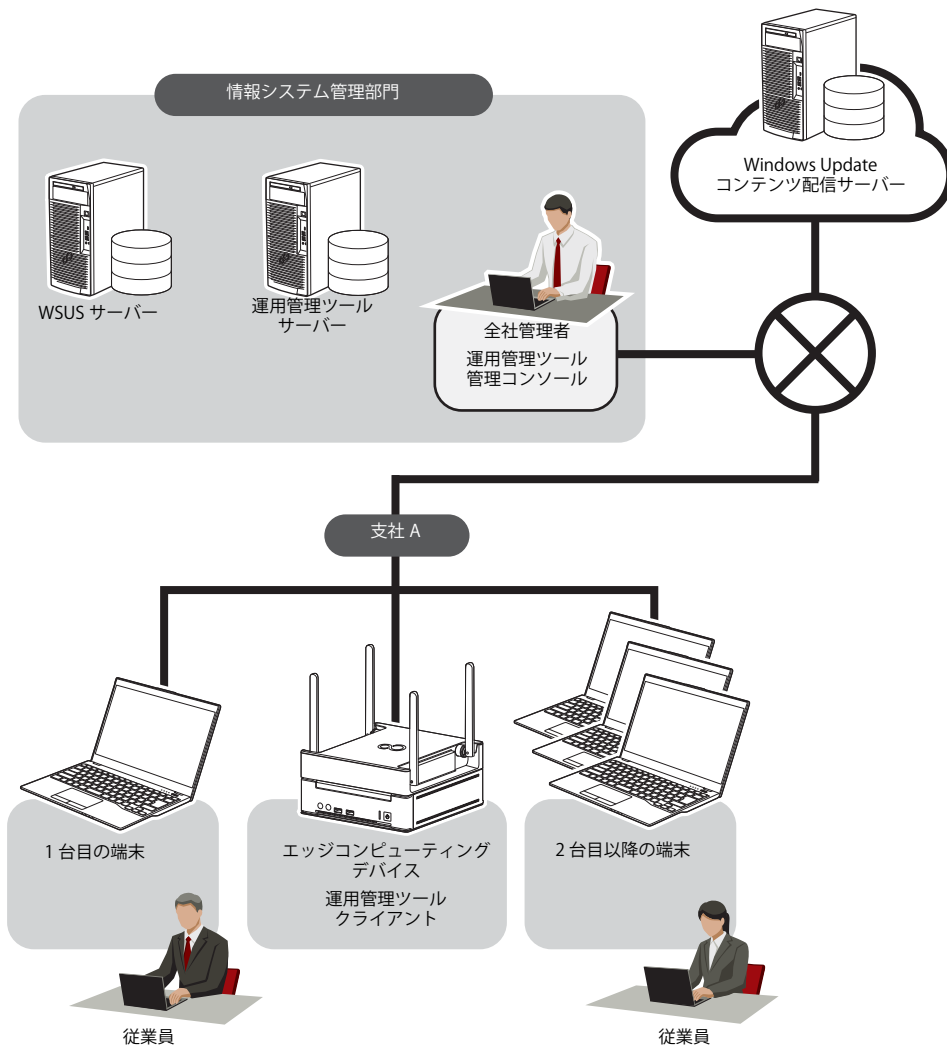 情報システム管理部門
Windows Update
コンテンツ配信サーバー
WSUS サーバー
運用管理ツール
サーバー
全社管理者
運用管理ツール
管理コンソール
支社 A
1 台目の端末
エッジコンピューティング
デバイス
運用管理ツール
クライアント
2 台目以降の端末
従業員
従業員